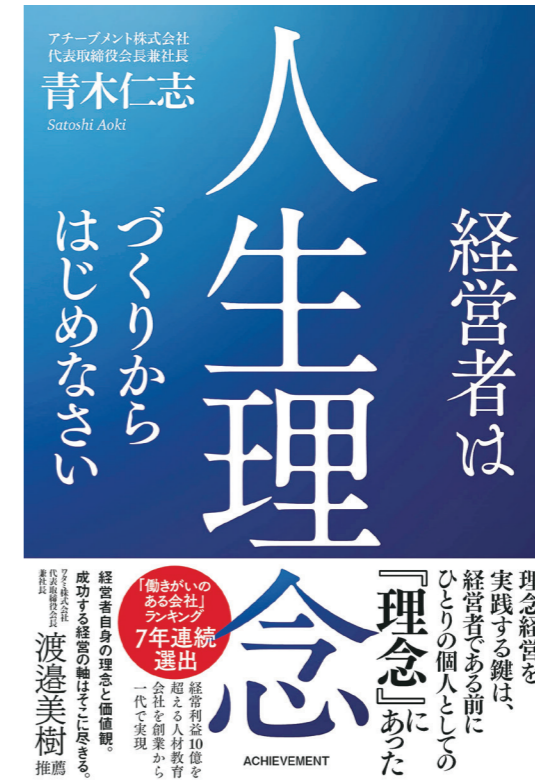 アチーブメント株式会社
代表取締役会長兼社長
青木仁志
Satoshi Aoki
経営者は
人生理念
づくりから
はじめなさい
理念経営を
実践する鍵は、
経営者である前に
ひとりの個人としての
『理念』に
あった
「働きがいの
ある会社」
ランキング
7年連続
選出
経常利益10億を
超える人材教育
会社を創業から
一代で実現
経営者自身の理念と価値観。
成功する経営の軸はそこに尽きる。
ワタミ株式会社
代表取締役会長
兼社長
渡邉美樹 推薦
ACHIEVEMENT